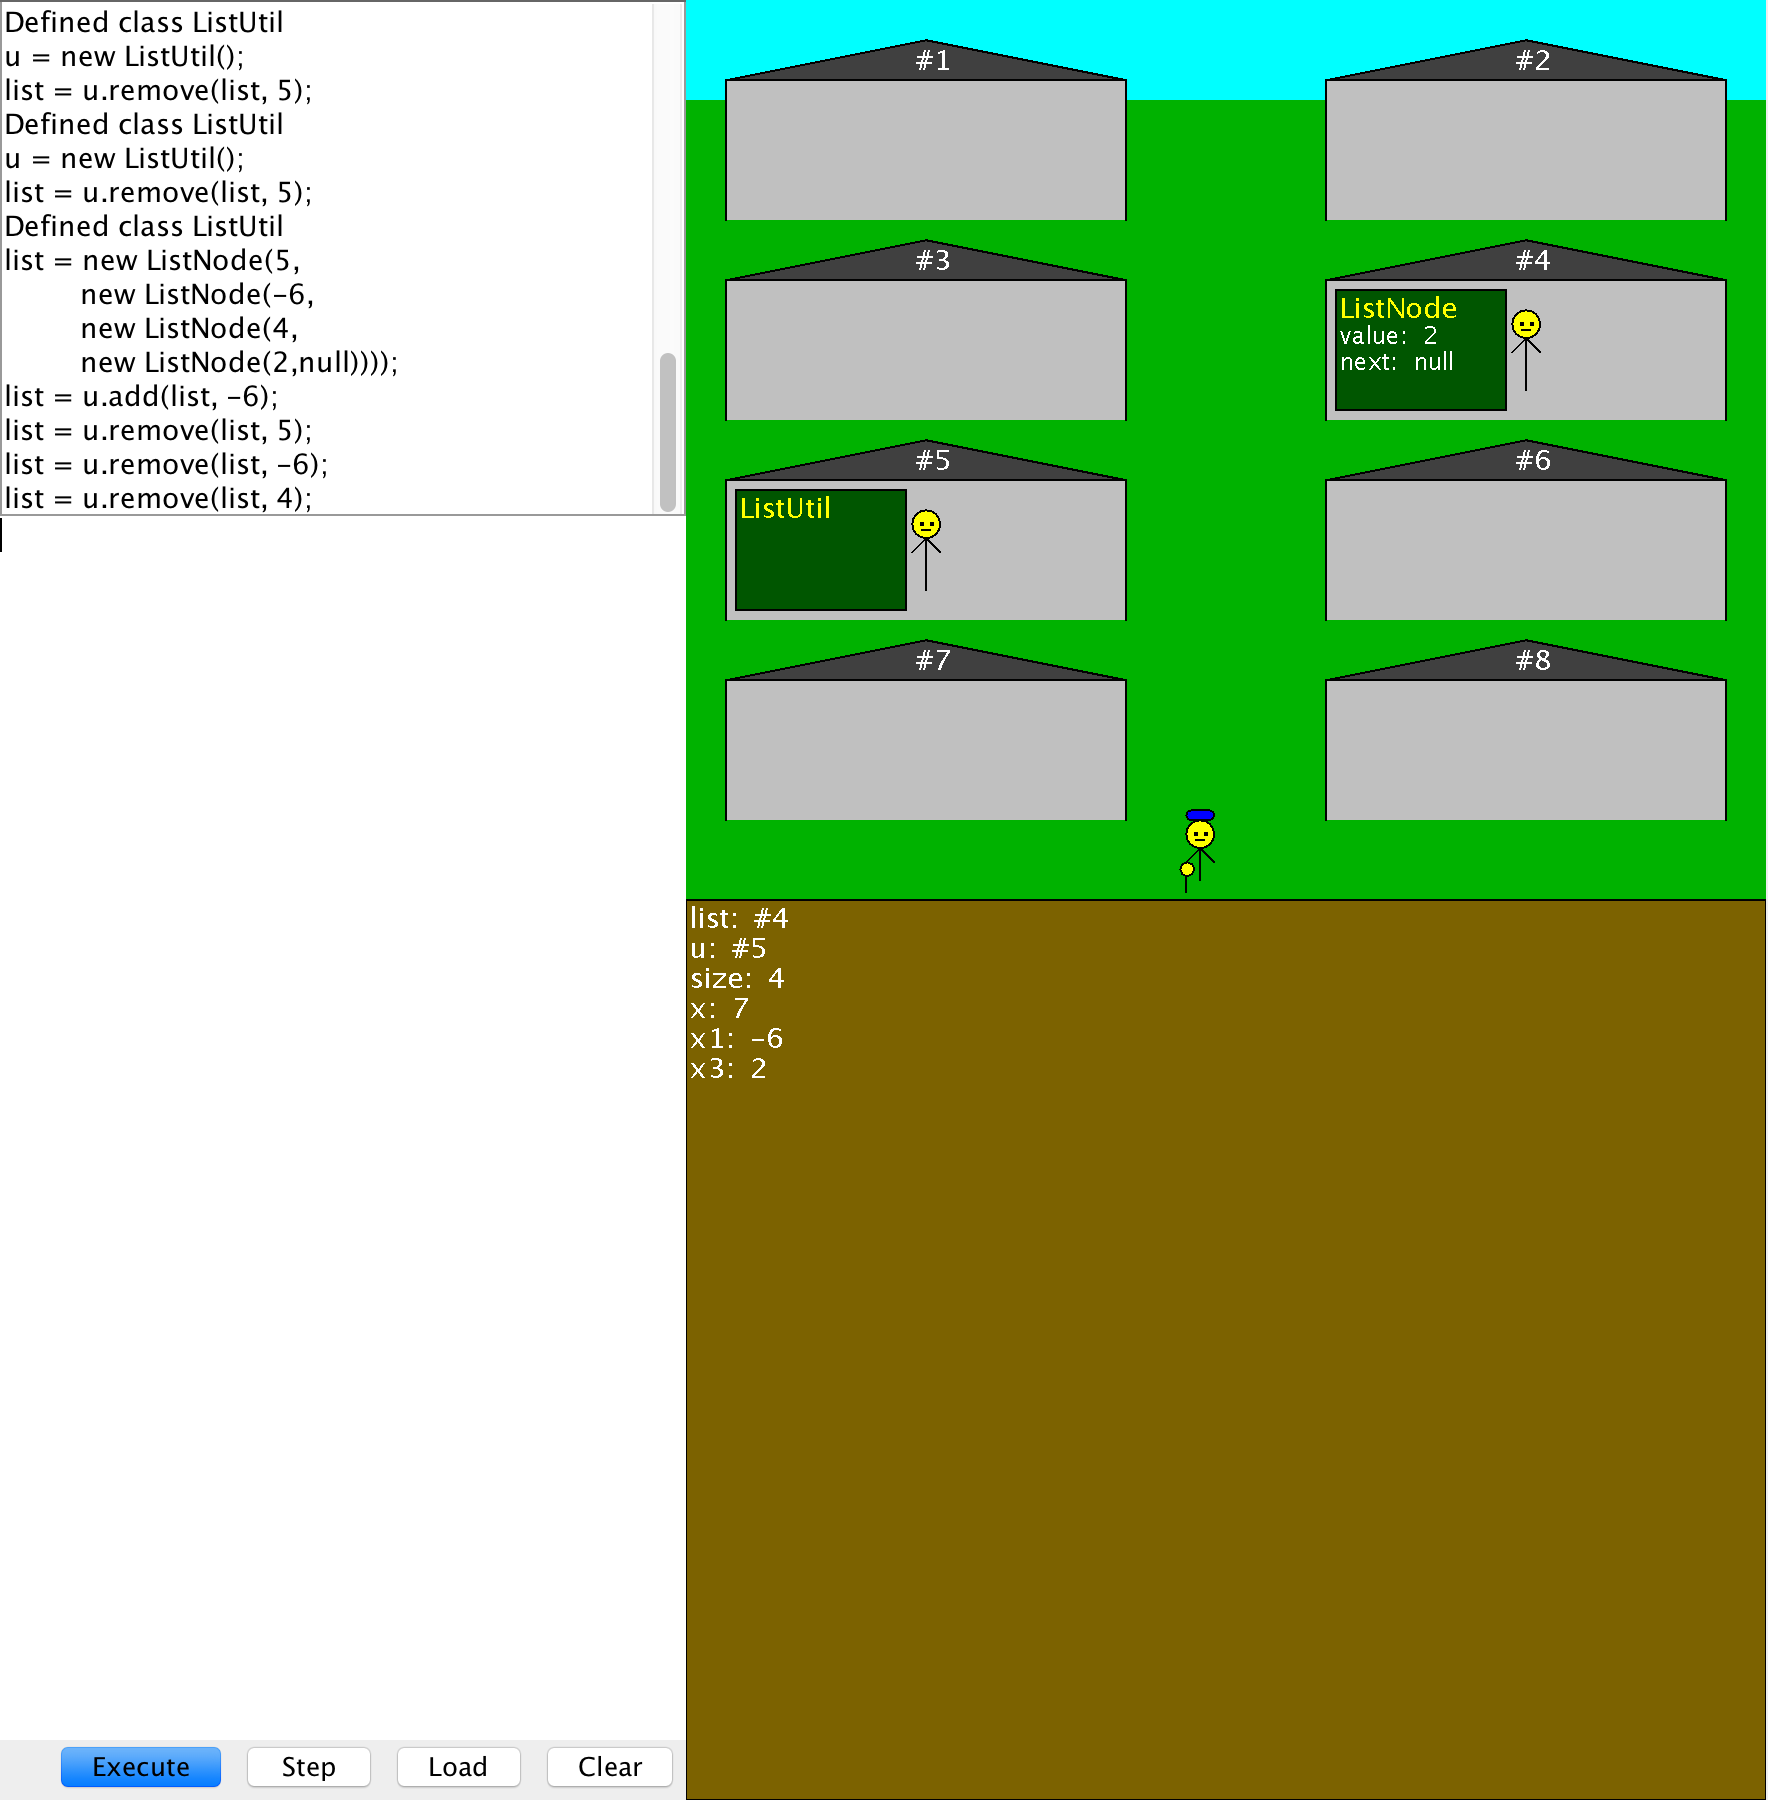 Defined class ListUtil
u = new ListUtil();
list = u.remove(list, 5);
Defined class ListUtil
u = new ListUtil();
list = u.remove(list, 5);
Defined class ListUtil
list = new ListNode(5,
new ListNode(-6,
new ListNode(4,
new ListNode(2,null))));
list = u.add(list, -6);
list = u.remove(list, 5);
list = u.remove(list, -6);
list = u.remove(list, 4);
Execute
Step
Load
Clear
#1
#2
#3
#4
ListNode
value: 2
next: null
#5
ListUtil
#6
#7
#8
list: #4
u: #5
size: 4
x: 7
x1: -6
x3: 2